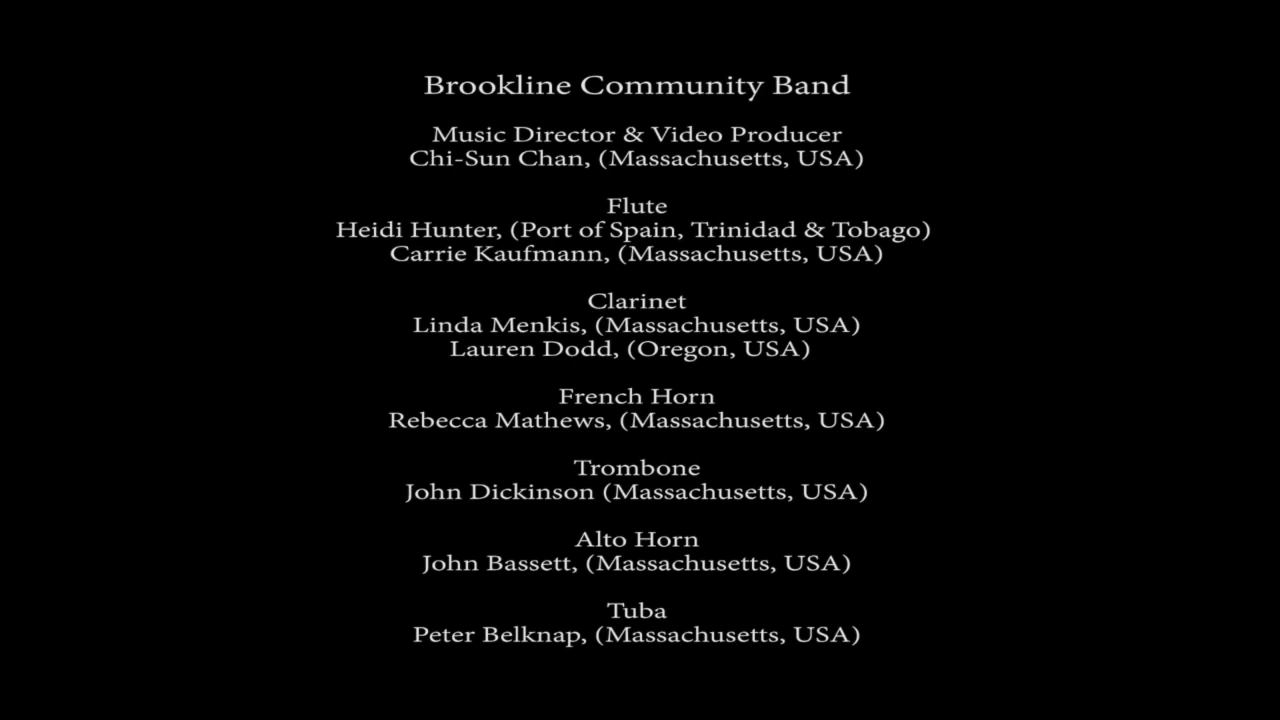 Brookline Community Band
Music Director & Video Producer
Chi-Sun Chan, (Massachusetts, USA)
Flute
Heidi Hunter, (Port of Spain, Trinidad & Tobago)
Carrie Kaufmann, (Massachusetts, USA)
Clarinet
Linda Menkis, (Massachusetts, USA)
Lauren Dodd, (Oregon, USA)
French Horn
Rebecca Mathews, (Massachusetts, USA)
Trombone
John Dickinson (Massachusetts, USA)
Alto Horn
John Bassett, (Massachusetts, USA)
Tuba
Peter Belknap, (Massachusetts, USA)